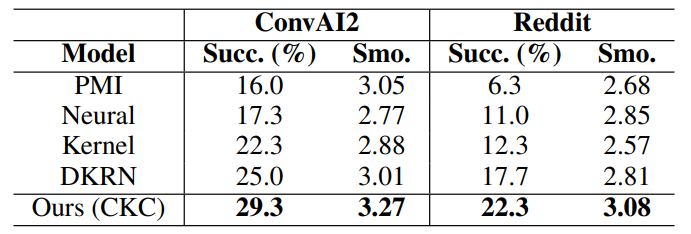 ConvAI2 Reddit
Model Succ. (%) Smo. Succ. (%) Smo.
PMI 16.0 3.05 6.3 2.68
Neural 17.3 2.77 11.0 2.85
Kernel 22.3 2.88 12.3 2.57
DKRN 25.0 3.01 17.7 2.81
Ours (CKC) 29.3 3.27 22.3 3.08